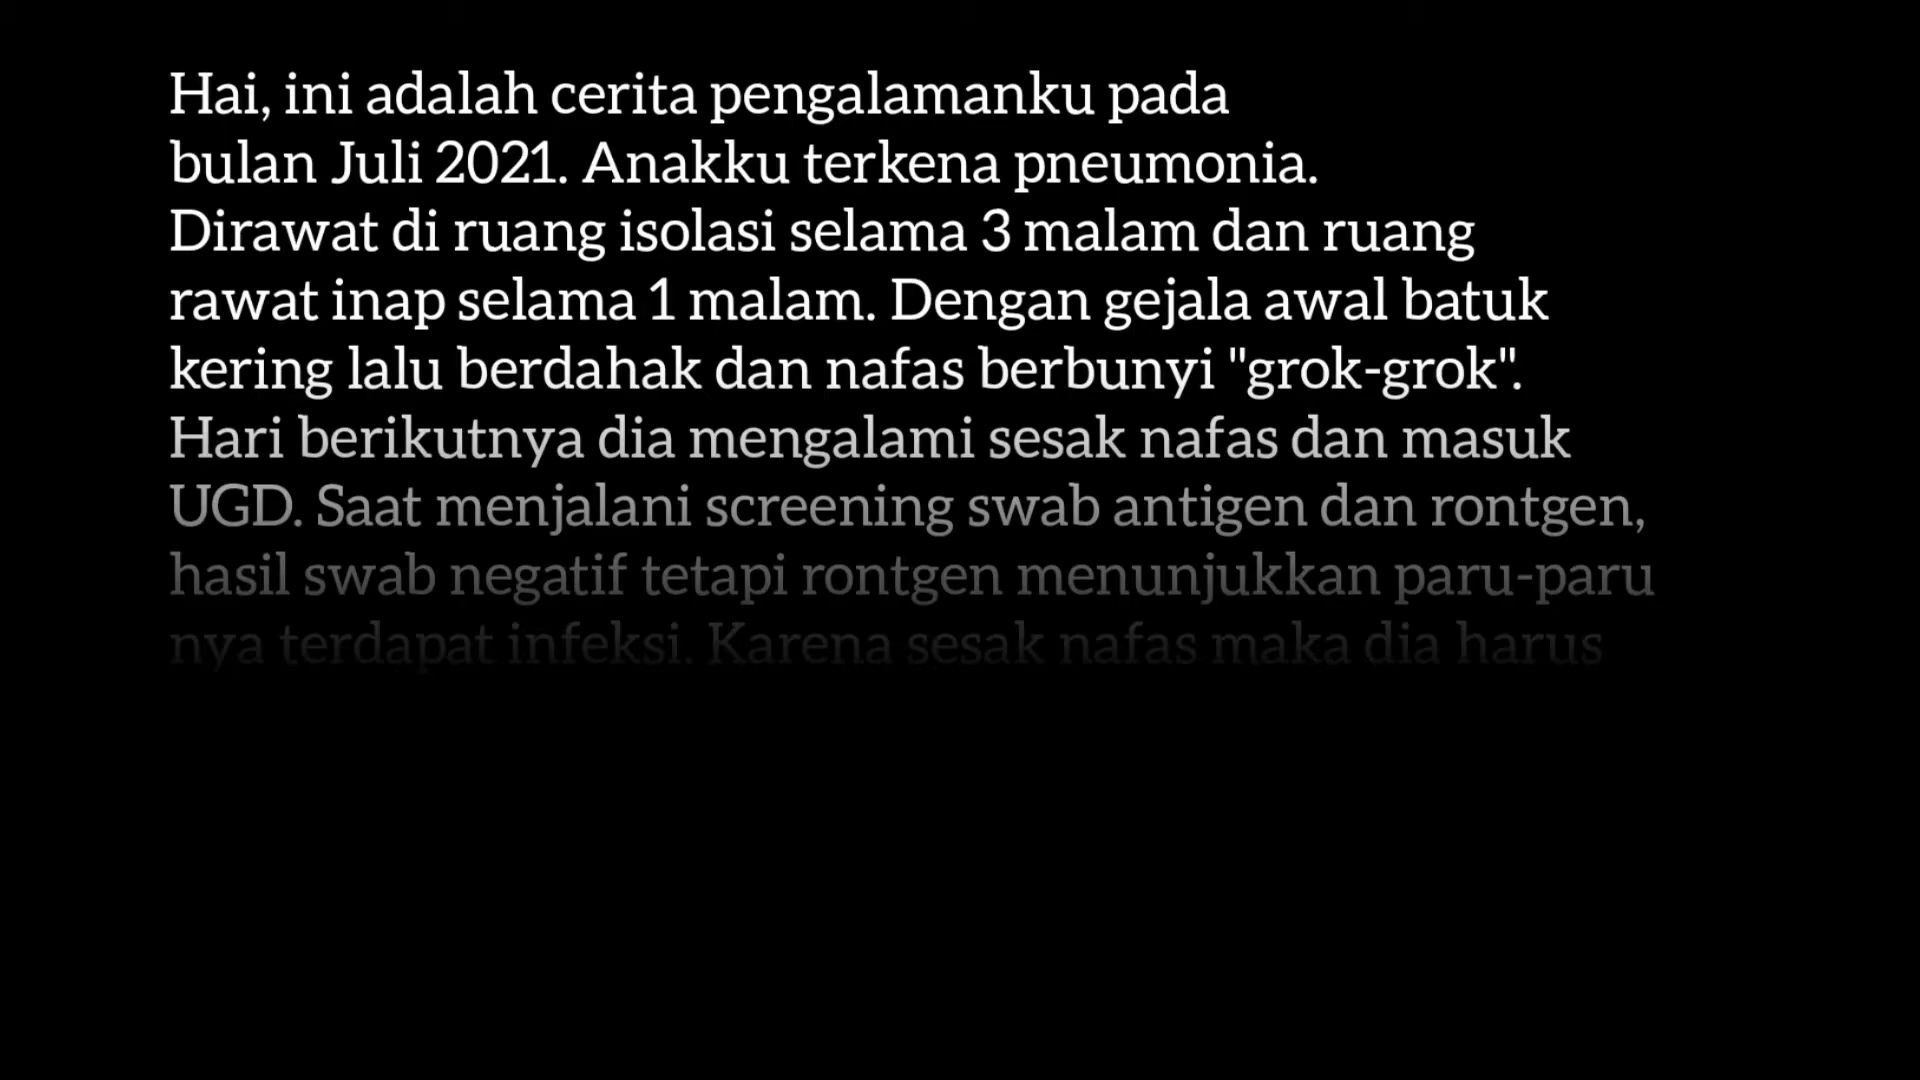 Hai, ini adalah cerita pengalamanku pada
bulan Juli 2021. Anakku terkena pneumonia.
Dirawat di ruang isolasi selama 3 malam dan ruang
rawat inap selama 1 malam. Dengan gejala awal batuk
kering lalu berdahak dan nafas berbunyi "grok-grok".
Hari berikutnya dia mengalami sesak nafas dan masuk
UGD. Saat menjalani screening swab antigen dan rontgen,
hasil swab negatif tetapi rontgen menunjukkan paru-paru
nya terdapat infeksi. Karena sesak nafas maka dia harus